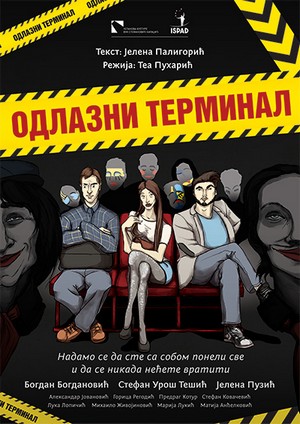 ОДЛАЗНИ ТЕРМИНАЛ
ISPAD
Текст: Јелена Палигорић
Режија: Теа Пухарић
ОДЛАЗНИ ТЕРМИНАЛ
Надамо се да сте са собом понели све
и да се никада нећете вратити
Богдан Богдановић Стефан Урош Тешић Јелена Пузић
Александар Јовановић Горица Регодић Предраг Котур Стефан Ковачевић
Лука Лопичић Михаило Живојиновић Марија Лукић Матија Анђелковић
ОДЛАЗНИ ТЕРМИНАЛ